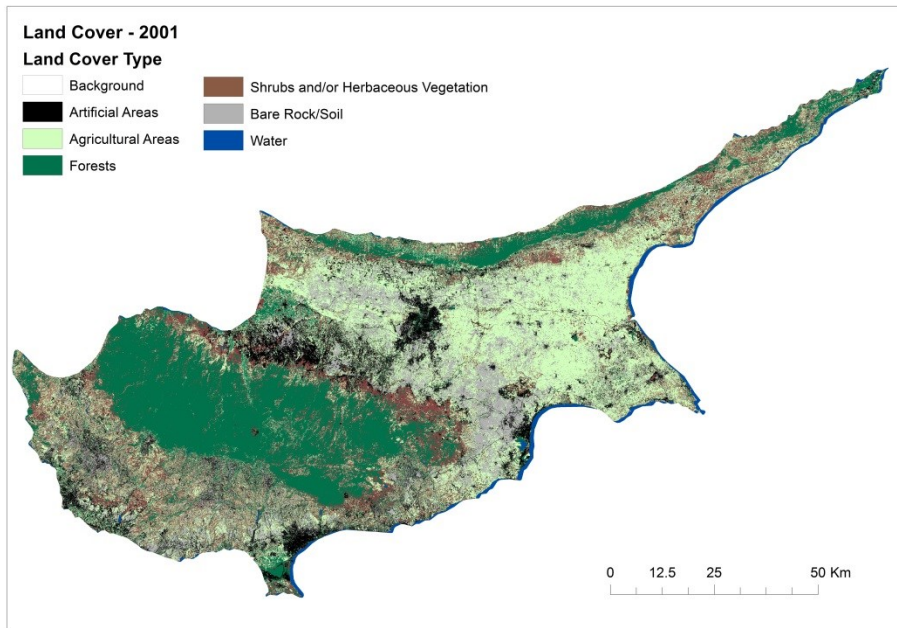 Land Cover - 2001
Land Cover Type
Background
Artificial Areas
Agricultural Areas
Forests
Shrubs and/or Herbaceous Vegetation
Bare Rock/Soil
Water
0 12.5 25 50 Km